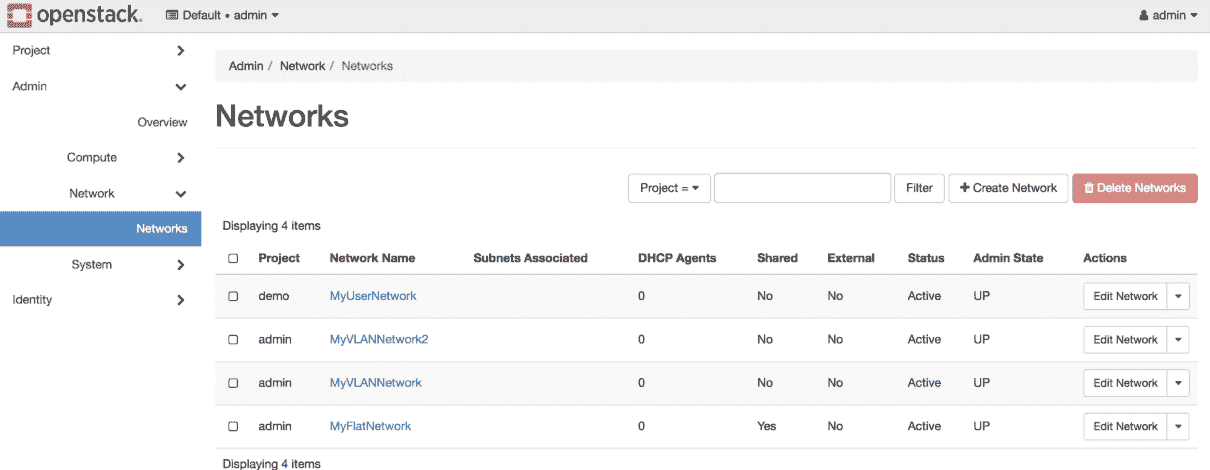 openstack. Default • admin admin
Project
Admin
Overview
Compute
Network
Networks
System
Identity
Admin / Network / Networks
Networks
Project = Filter + Create Network Delete Networks
Displaying 4 items
Project Network Name Subnets Associated DHCP Agents Shared External Status Admin State Actions
demo MyUserNetwork 0 No No Active UP Edit Network
admin MyVLANNetwork2 0 No No Active UP Edit Network
admin MyVLANNetwork 0 No No Active UP Edit Network
admin MyFlatNetwork 0 Yes No Active UP Edit Network
Displaying 4 items